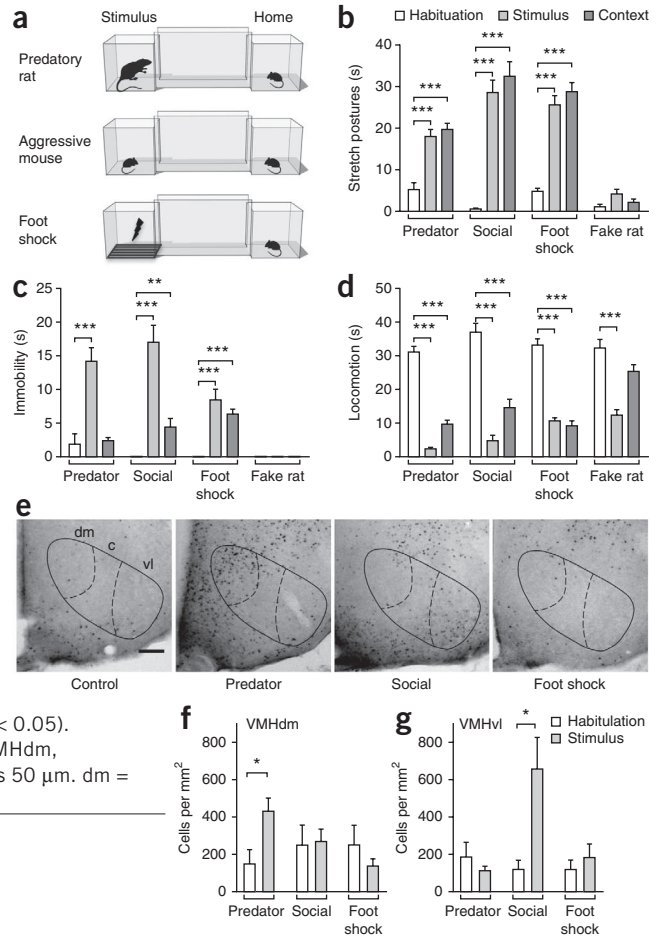 a
Stimulus
Home
Predatory
rat
Aggressive
mouse
Foot
shock
b
Habituation Stimulus Context
Stretch postures (s)
40
30
20
10
0
***
***
***
***
***
***
Predator Social Foot Fake rat
shock
c
Immobility (s)
25
20
15
10
5
0
***
**
***
***
***
Predator Social Foot Fake rat
shock
d
Locomotion (s)
50
40
30
20
10
0
***
***
***
***
***
***
***
Predator Social Foot Fake rat
shock
e
dm
c
vl
Control Predator Social Foot shock
< 0.05).
MHdm,
s 50 μm. dm =
f
VMHdm
Cells per mm²
800
600
400
200
0
*
Predator Social Foot
shock
g
VMHvl
Habitulation
Stimulus
Cells per mm²
800
600
400
200
0
*
Predator Social Foot
shock